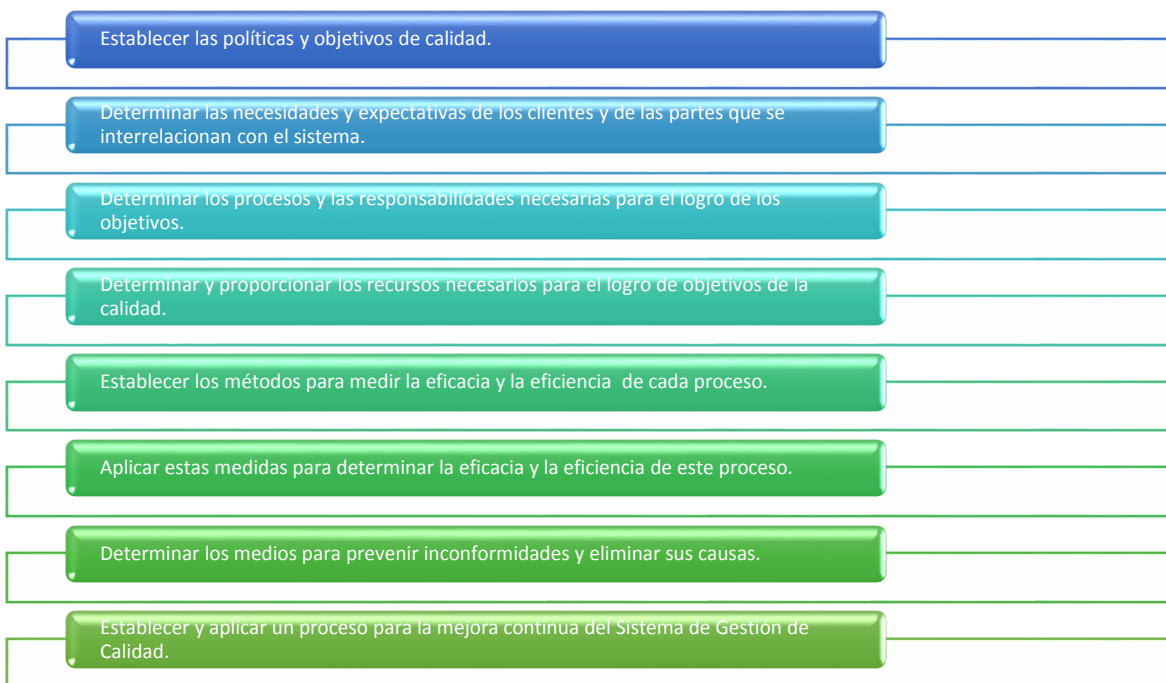 Establecer las políticas y objetivos de calidad.
Determinar las necesidades y expectativas de los clientes y de las partes que se
interrelacionan con el sistema.
Determinar los procesos y las responsabilidades necesarias para el logro de los
objetivos.
Determinar y proporcionar los recursos necesarios para el logro de objetivos de la
calidad.
Establecer los métodos para medir la eficacia y la eficiencia  de cada proceso.
Aplicar estas medidas para determinar la eficacia y la eficiencia de este proceso.
Determinar los medios para prevenir inconformidades y eliminar sus causas.
Establecer y aplicar un proceso para la mejora continua del Sistema de Gestión de
Calidad.